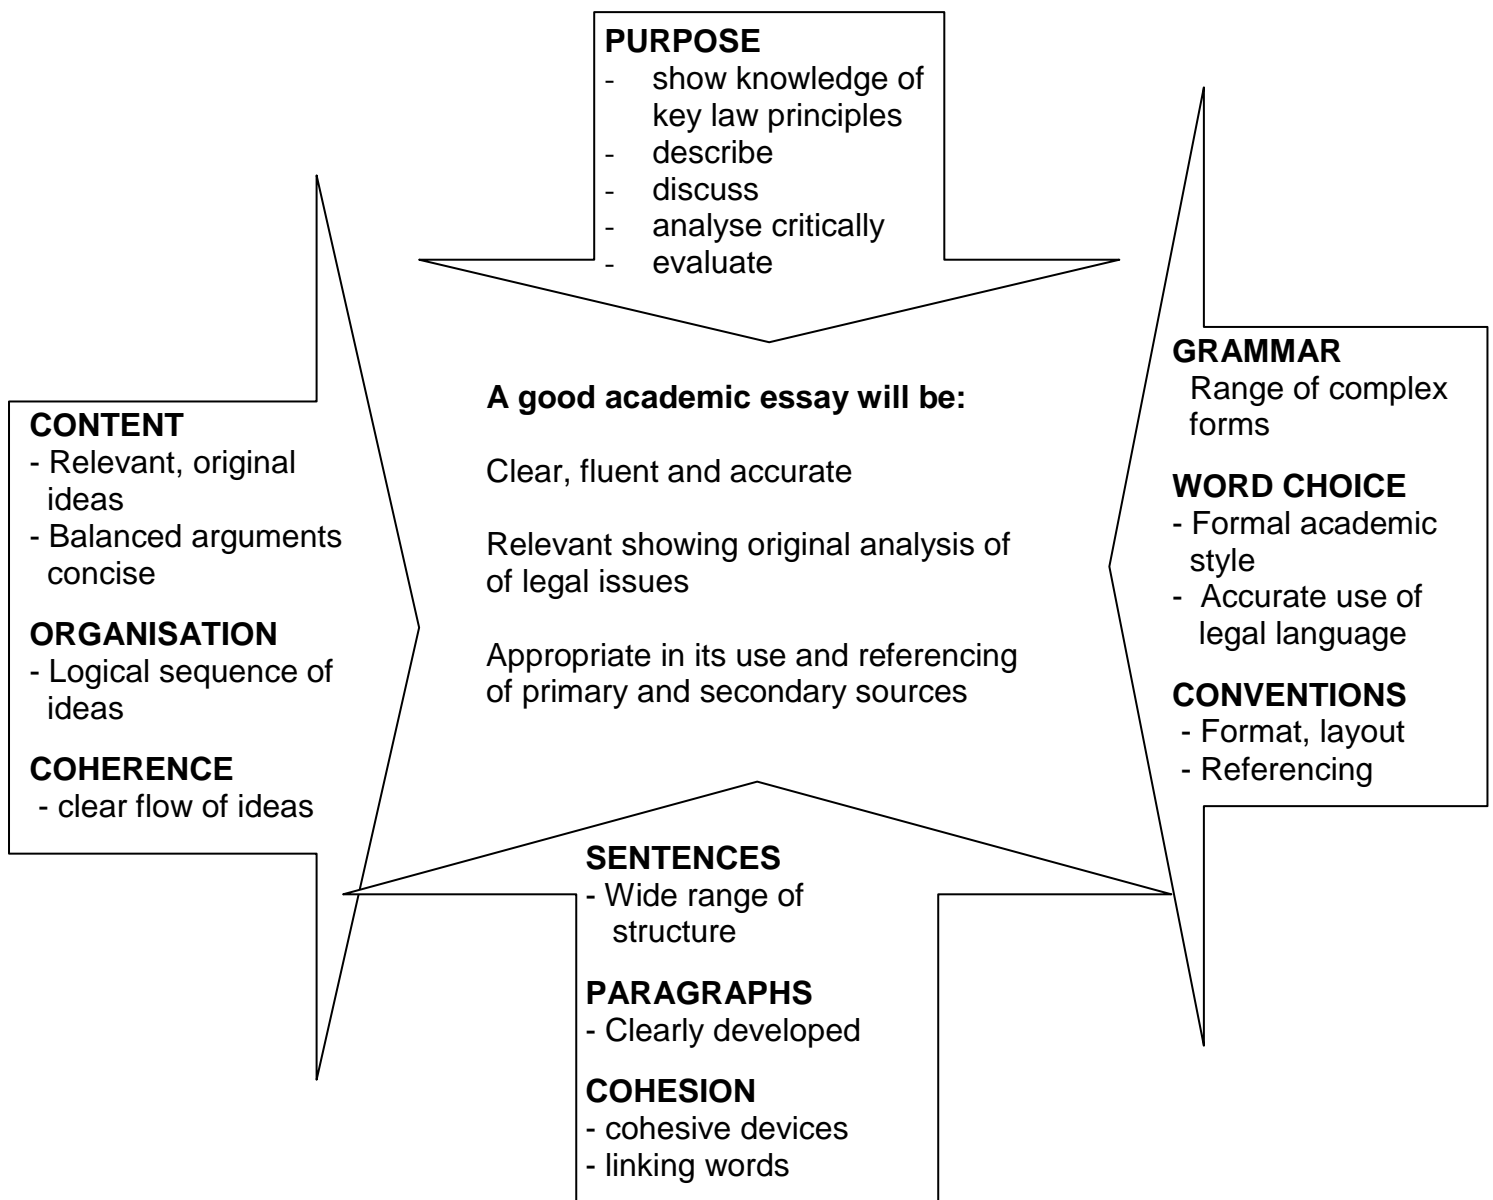 PURPOSE
- show knowledge of
key law principles
- describe
- discuss
- analyse critically
- evaluate
CONTENT
- Relevant, original
ideas
- Balanced arguments
concise
ORGANISATION
- Logical sequence of
ideas
COHERENCE
- clear flow of ideas
A good academic essay will be:
Clear, fluent and accurate
Relevant showing original analysis of
of legal issues
Appropriate in its use and referencing
of primary and secondary sources
GRAMMAR
Range of complex
forms
WORD CHOICE
- Formal academic
style
- Accurate use of
legal language
CONVENTIONS
- Format, layout
- Referencing
SENTENCES
- Wide range of
structure
PARAGRAPHS
- Clearly developed
COHESION
- cohesive devices
- linking words